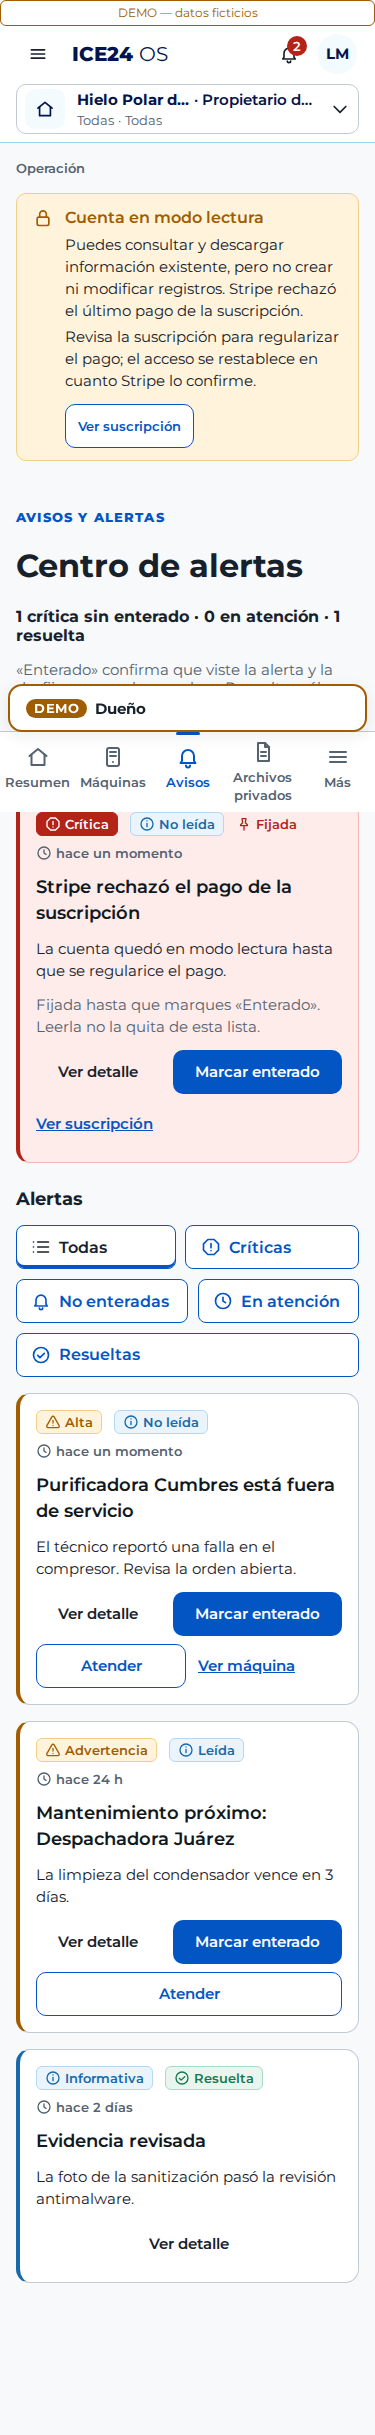 DEMO — datos ficticios
ICE24 OS
2
LM
Hielo Polar d... · Propietario d...
Todas · Todas
Operación
Cuenta en modo lectura
Puedes consultar y descargar
información existente, pero no crear
ni modificar registros. Stripe rechazó
el último pago de la suscripción.
Revisa la suscripción para regularizar
el pago; el acceso se restablece en
cuanto Stripe lo confirme.
Ver suscripción
AVISOS Y ALERTAS
Centro de alertas
1 crítica sin enterado · 0 en atención · 1
resuelta
«Enterado» confirma que viste la alerta y la
DEMO Dueño
Resumen
Máquinas
Avisos
Archivos
privados
Más
Crítica
No leída
Fijada
hace un momento
Stripe rechazó el pago de la
suscripción
La cuenta quedó en modo lectura hasta
que se regularice el pago.
Fijada hasta que marques «Enterado».
Leerla no la quita de esta lista.
Ver detalle
Marcar enterado
Ver suscripción
Alertas
Todas
Críticas
No enteradas
En atención
Resueltas
Alta
No leída
hace un momento
Purificadora Cumbres está fuera
de servicio
El técnico reportó una falla en el
compresor. Revisa la orden abierta.
Ver detalle
Marcar enterado
Atender
Ver máquina
Advertencia
Leída
hace 24 h
Mantenimiento próximo:
Despachadora Juárez
La limpieza del condensador vence en 3
días.
Ver detalle
Marcar enterado
Atender
Informativa
Resuelta
hace 2 días
Evidencia revisada
La foto de la sanitización pasó la revisión
antimalware.
Ver detalle